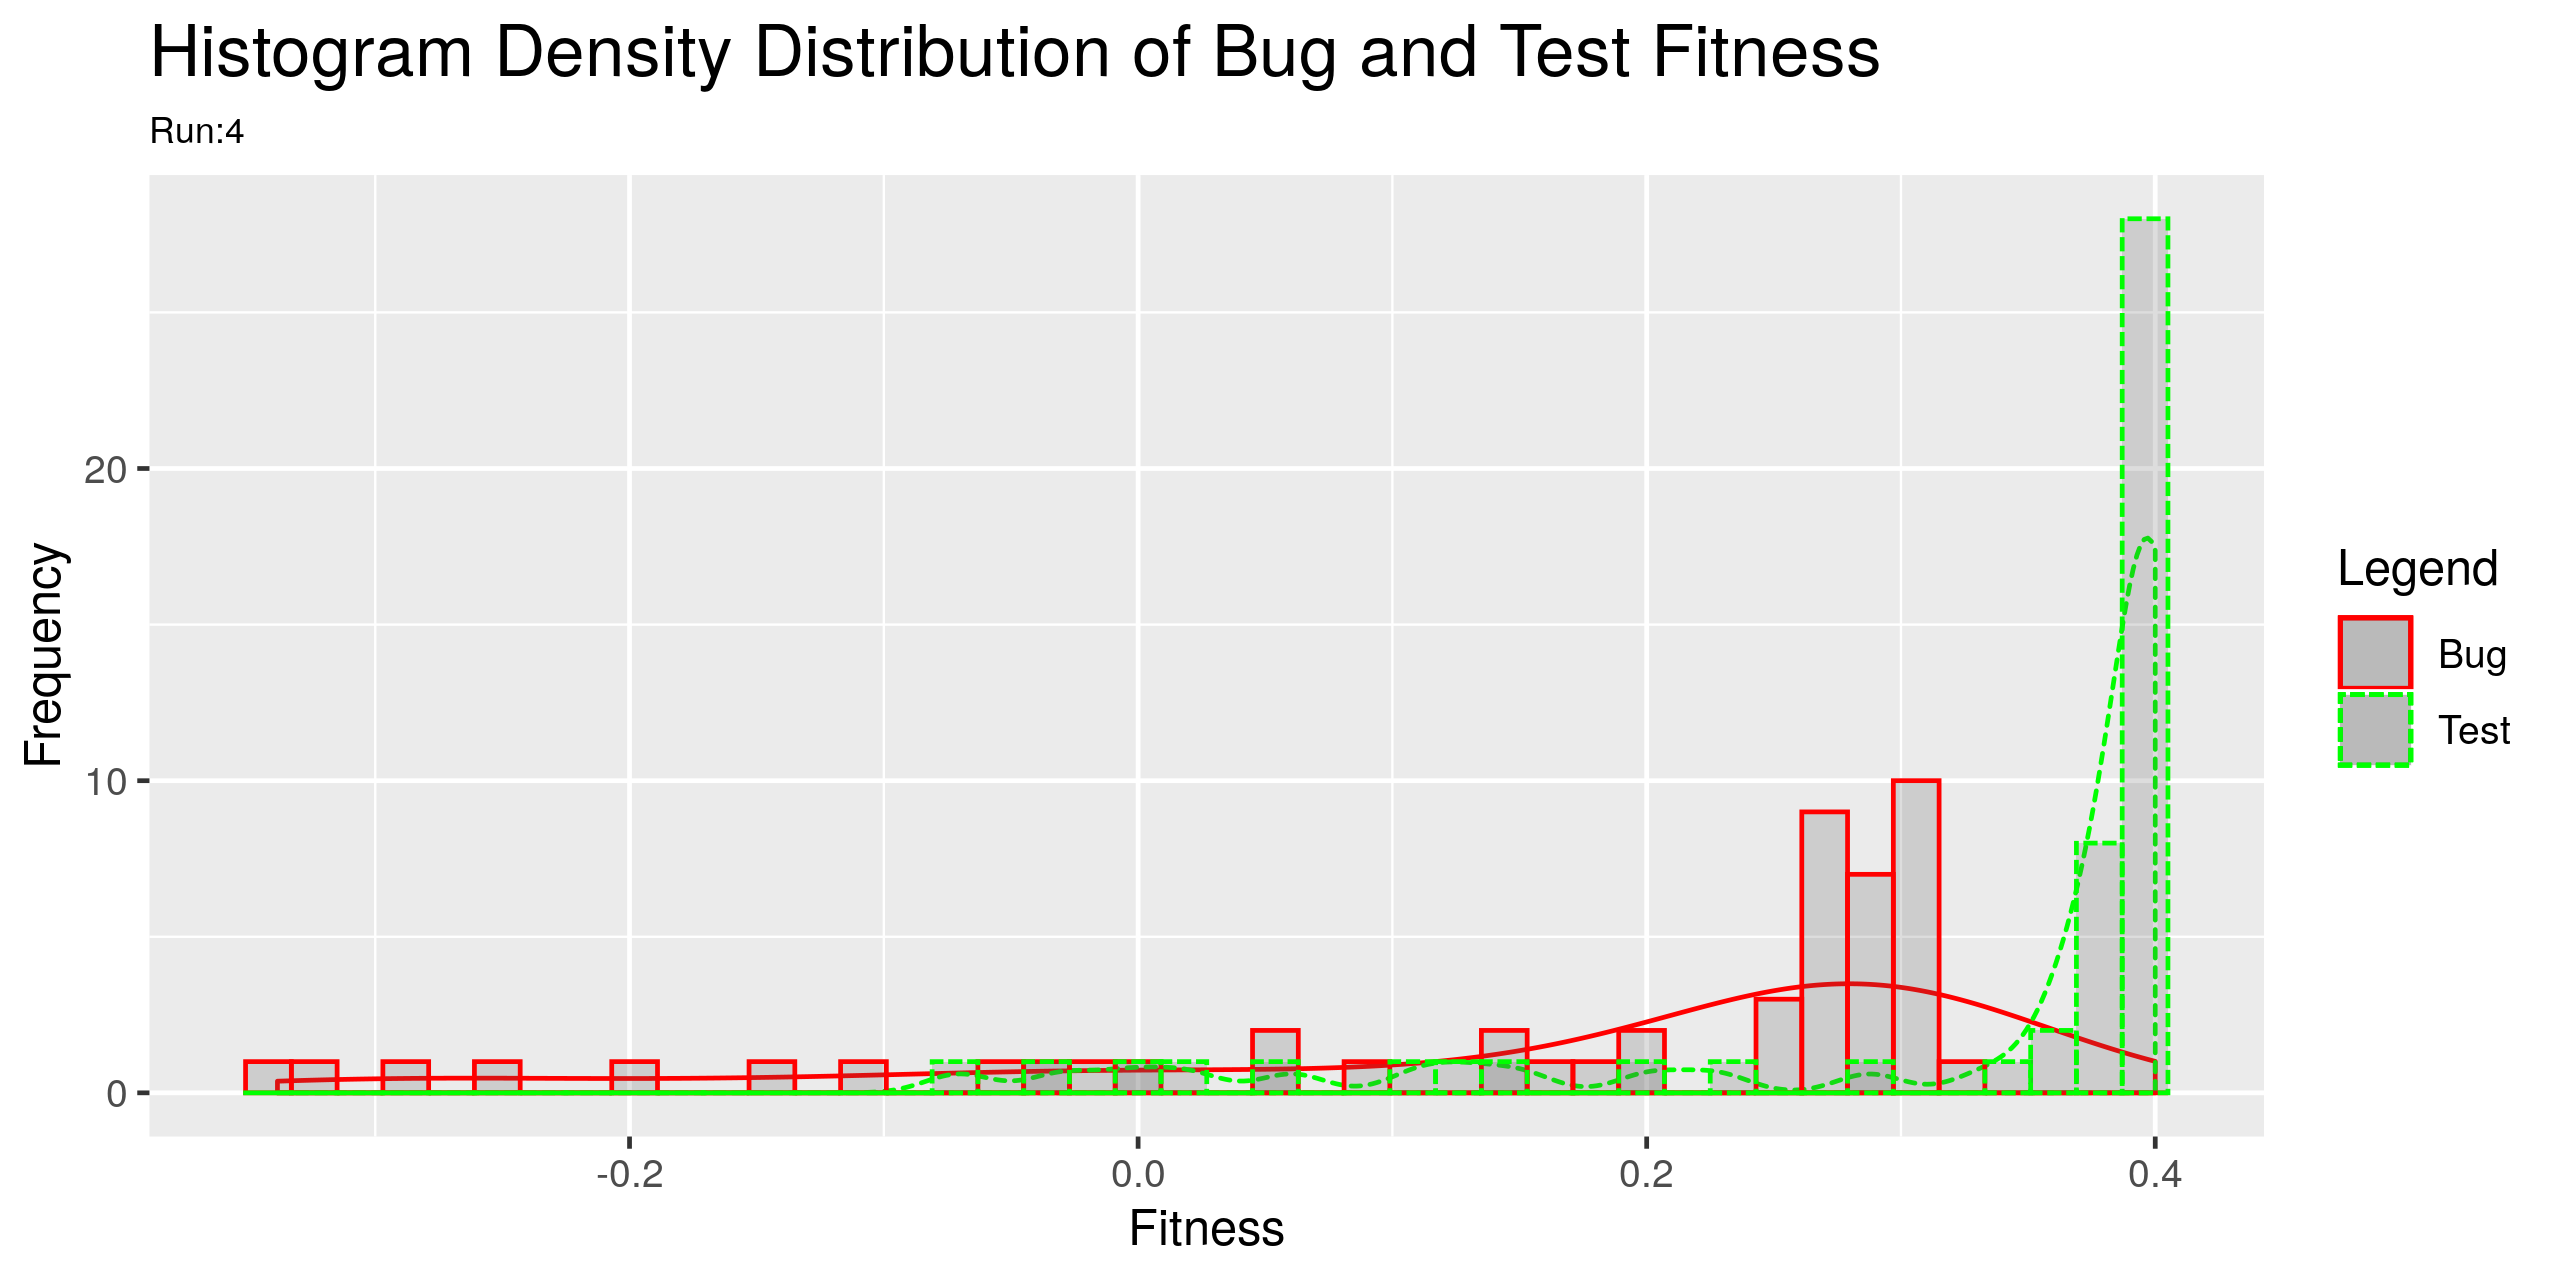 Histogram Density Distribution of Bug and Test Fitness
Run:4
Frequency
20
10
0
-0.2
0.0
0.2
0.4
Fitness
Legend
Bug
Test